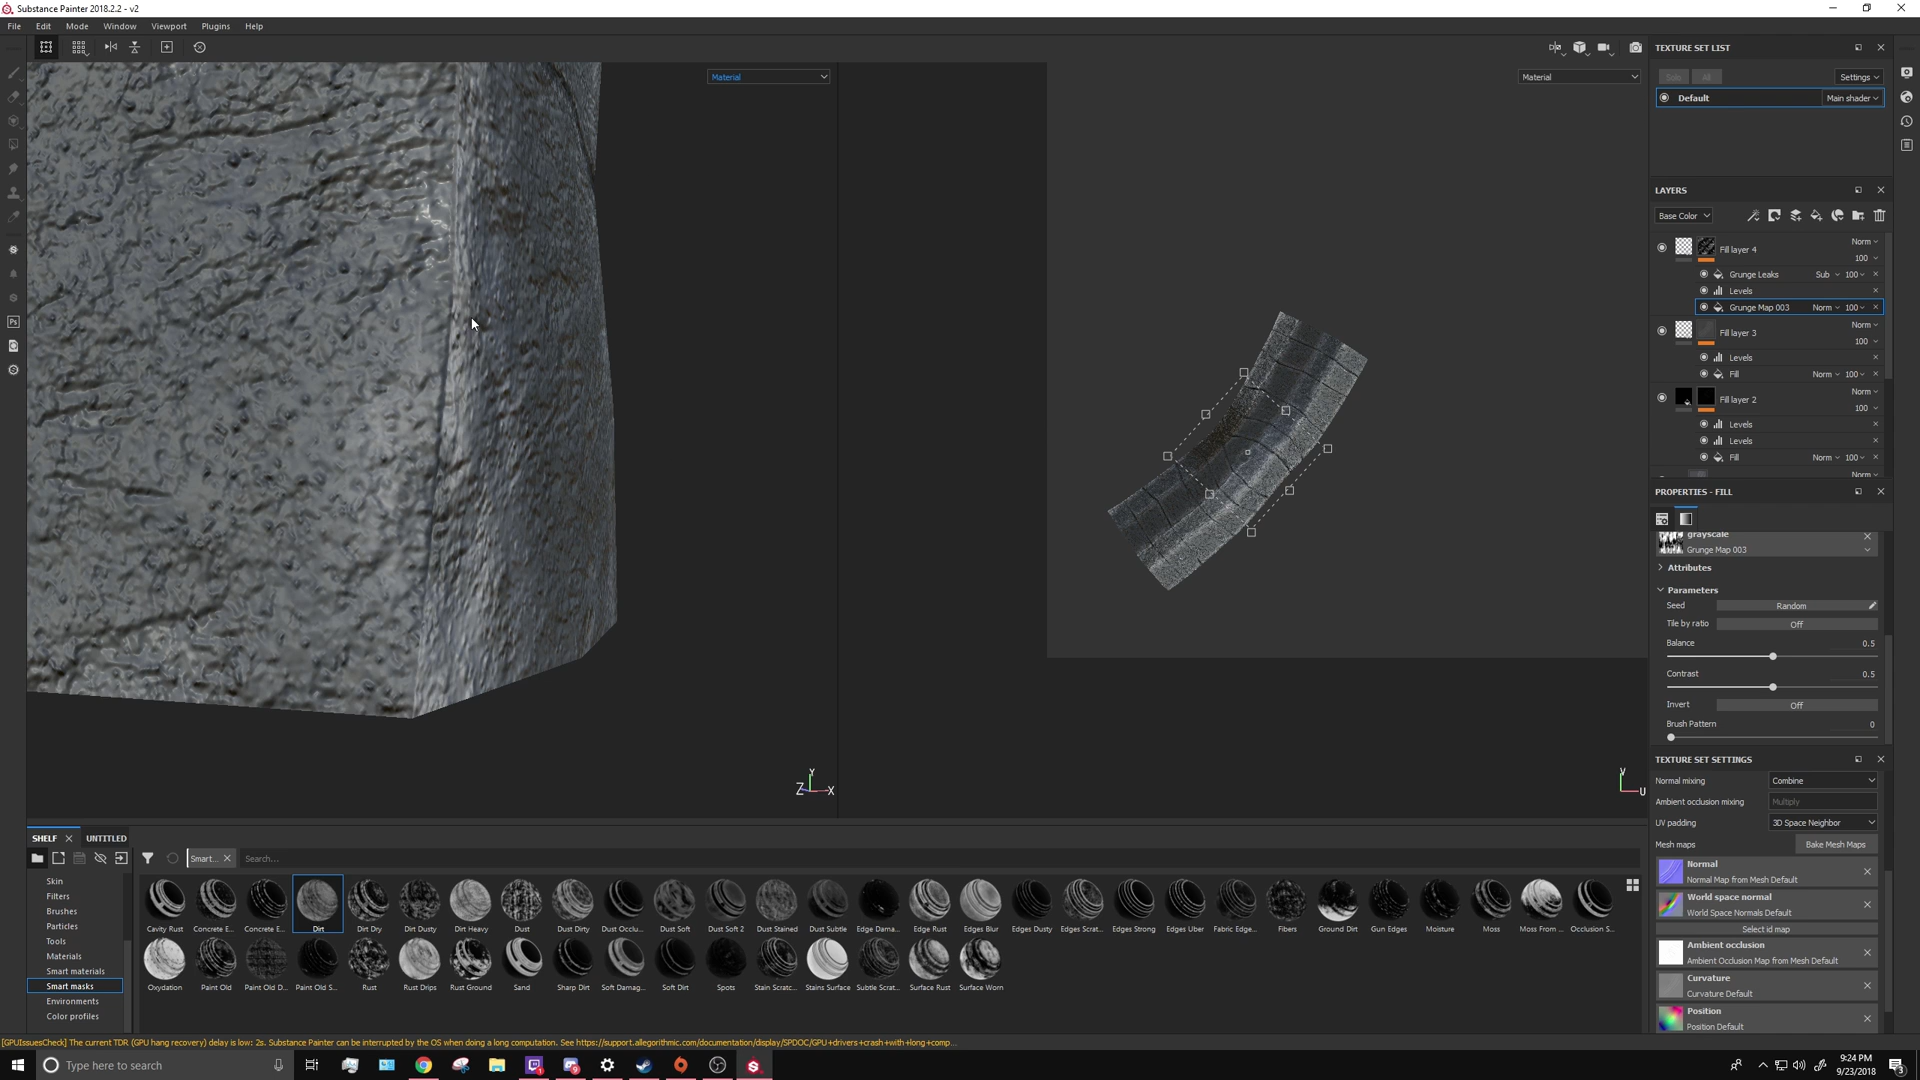 Substance Painter 2018.2.2 - v2
File Edit Mode Window Viewport Plugins Help
Material
Material
TEXTURE SET LIST
Solo All Settings
Default Main shader
LAYERS
Base Color
Fill layer 4 Norm 100
Grunge Leaks Sub 100
Levels
Grunge Map 003 Norm 100
Fill layer 3 Norm 100
Levels
Fill Norm 100
Fill layer 2 Norm 100
Levels
Levels
Fill Norm 100
Norm
PROPERTIES - FILL
grayscale
Grunge Map 003
Attributes
Parameters
Seed Random
Tile by ratio Off
Balance 0.5
Contrast 0.5
Invert Off
Brush Pattern 0
TEXTURE SET SETTINGS
Normal mixing Combine
Ambient occlusion mixing Multiply
UV padding 3D Space Neighbor
Mesh maps Bake Mesh Maps
Normal
Normal Map from Mesh Default
World space normal
World Space Normals Default
Select id map
Ambient occlusion
Ambient Occlusion Map from Mesh Default
Curvature
Curvature Default
Position
Position Default
Y
Z X
V
U
SHELF UNTITLED
Smart... Search...
Skin
Filters
Brushes
Particles
Tools
Materials
Smart materials
Smart masks
Environments
Color profiles
Cavity Rust Concrete E... Concrete E... Dirt Dirt Dry Dirt Dusty Dirt Heavy Dust Dust Dirty Dust Occlu... Dust Soft Dust Soft 2 Dust Stained Dust Subtle Edge Dama... Edge Rust Edges Blur Edges Dusty Edges Scrat... Edges Strong Edges Uber Fabric Edge... Fibers Ground Dirt Gun Edges Moisture Moss Moss From ... Occlusion S...
Oxydation Paint Old Paint Old D... Paint Old S... Rust Rust Drips Rust Ground Sand Sharp Dirt Soft Damag... Soft Dirt Spots Stain Scratc... Stains Surface Subtle Scrat... Surface Rust Surface Worn
[GPUIssuesCheck] The current TDR (GPU hang recovery) delay is low: 2s. Substance Painter can be interrupted by the OS when doing a long computation. See https://support.allegorithmic.com/documentation/display/SPDOC/GPU+drivers+crash+with+long+comp...
Type here to search
9:24 PM
9/23/2018